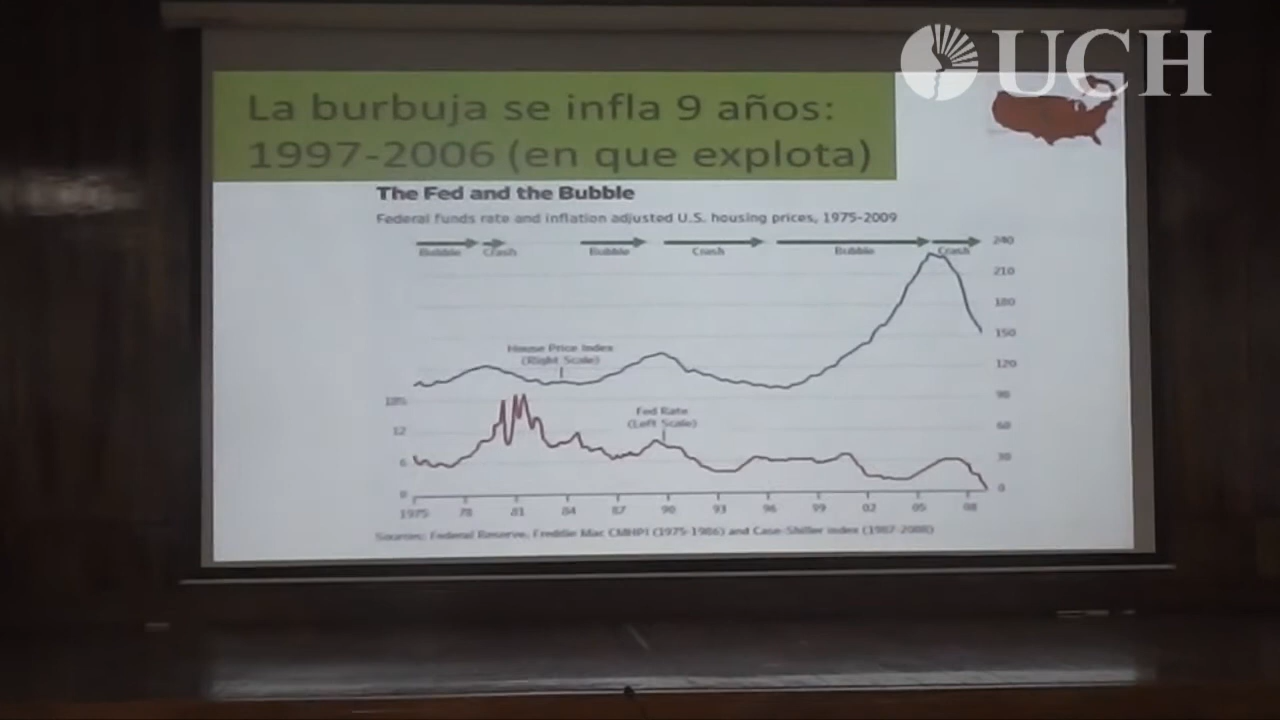 UCH
La burbuja se infla 9 años:
1997-2006 (en que explota)
The Fed and the Bubble
Federal funds rate and inflation adjusted U.S. housing prices, 1975-2009
Bubble Crash Bubble Crash Bubble Crash
240
210
180
150
House Price Index
(Right Scale)
120
90
18%
Fed Rate
(Left Scale)
60
12
30
6
0
0
1975 78 81 84 87 90 93 96 99 02 05 08
Sources: Federal Reserve, Freddie Mac CMHPI (1975-1986) and Case-Shiller index (1987-2008)